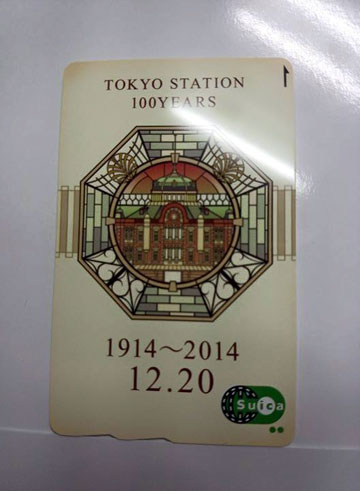 TOKYO STATION
100YEARS
1914～2014
12.20
Suica